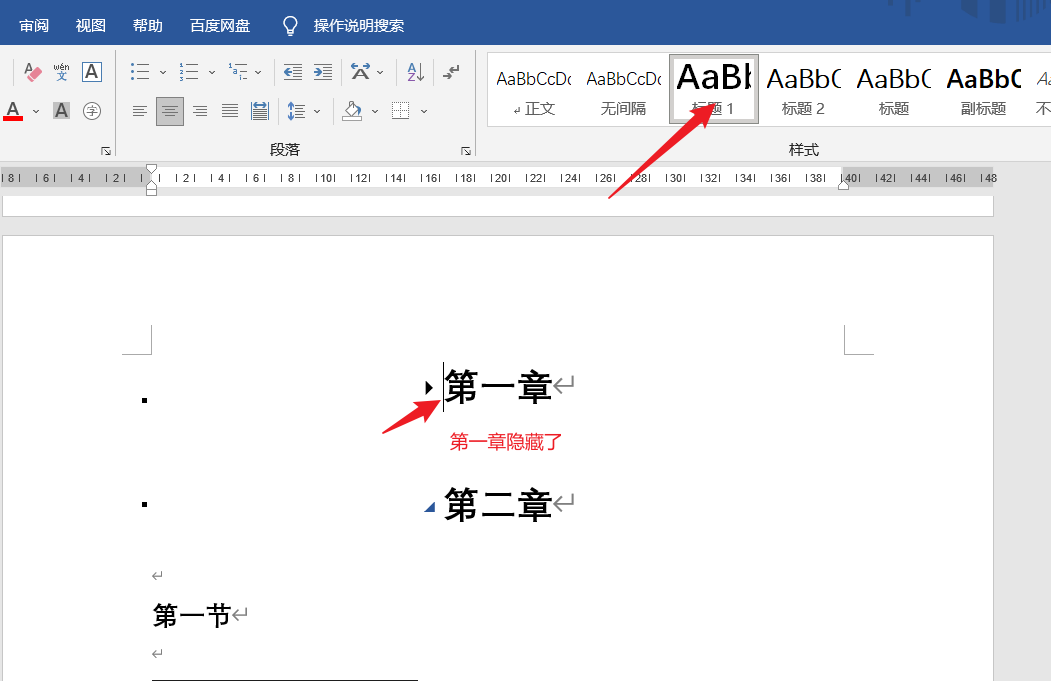 审阅 视图 帮助 百度网盘 操作说明搜索
wén
文 A
A A 字
AaBbCcDc AaBbCcDc AaBb AaBbC AaBbC AaBbC Aa
正文 无间隔 标题 1 标题 2 标题 副标题 不
段落 样式
8 6 4 2 2 4 6 8 10 12 14 16 18 20 22 24 26 28 30 32 34 36 38 40 42 44 46 48
第一章
第一章隐藏了
第二章
第一节